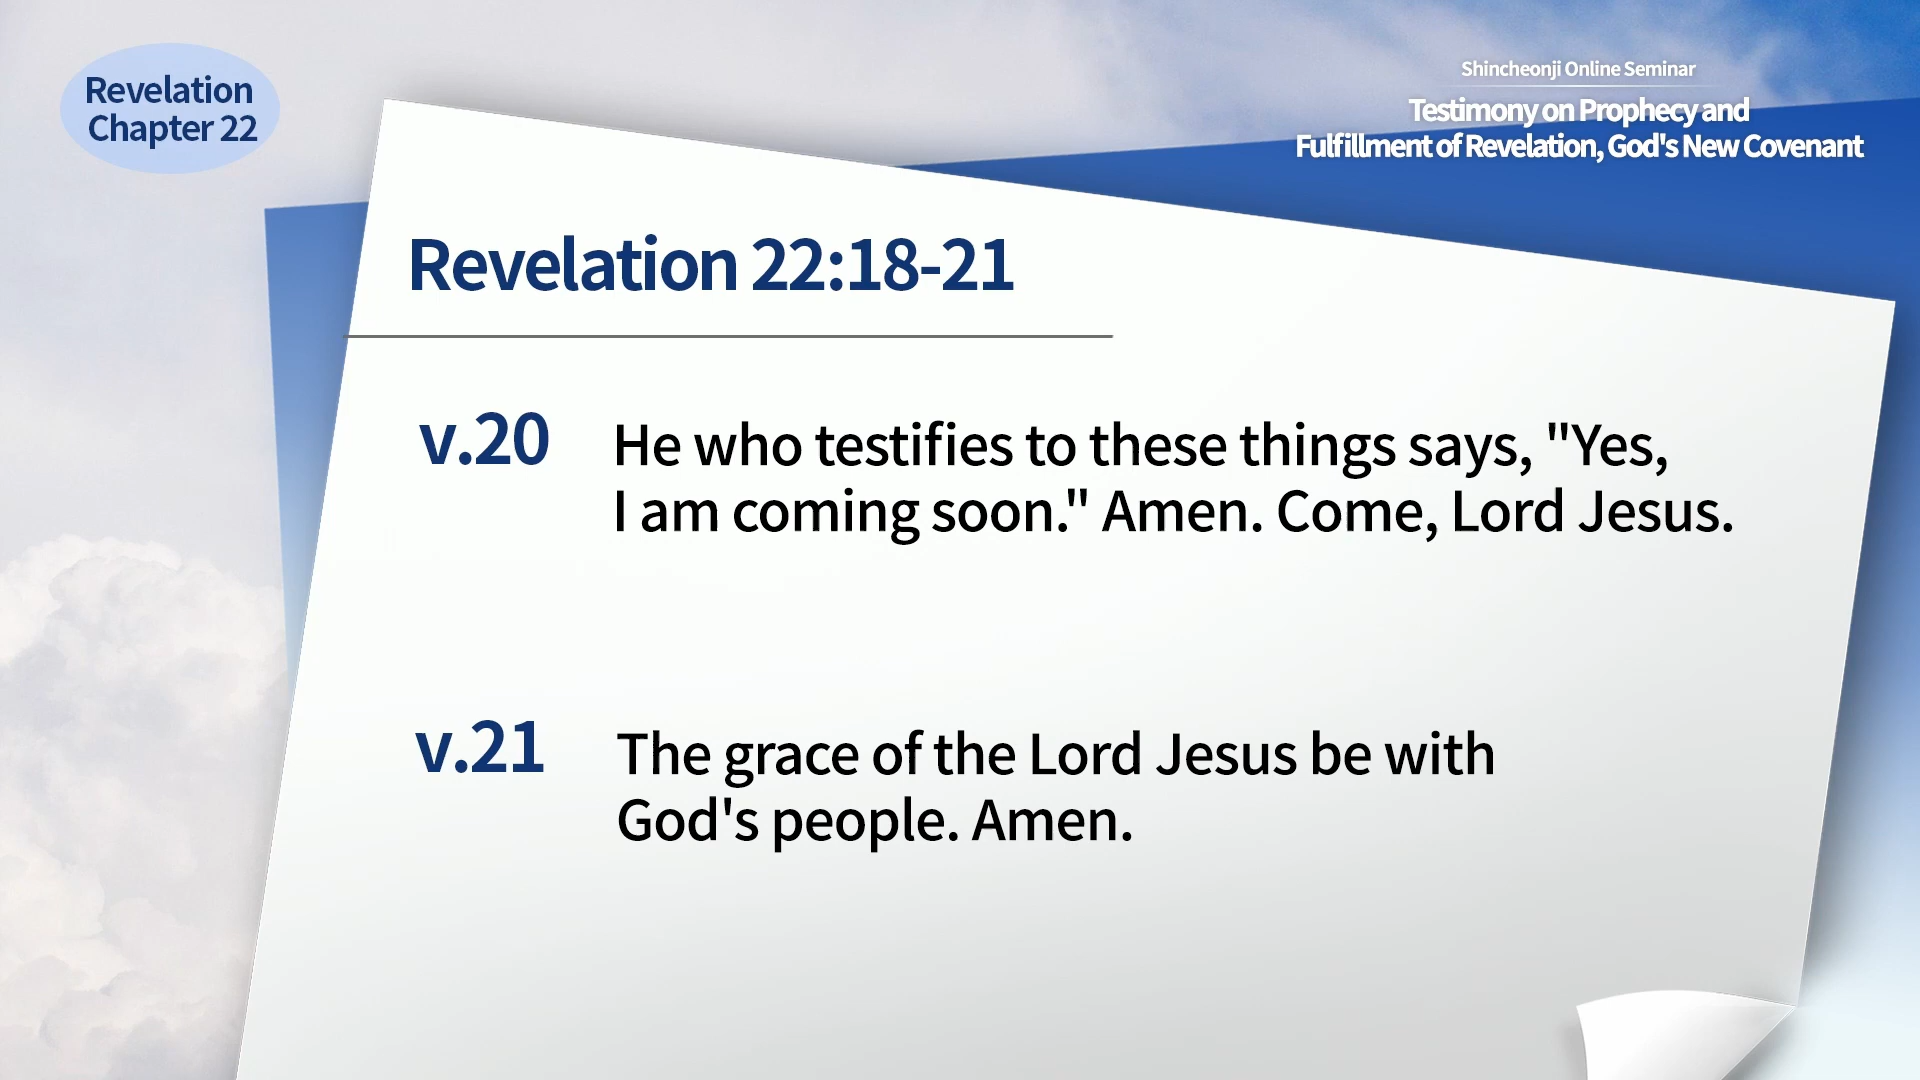 Revelation
Chapter 22
Shincheonji Online Seminar
Testimony on Prophecy and
Fulfillment of Revelation, God's New Covenant
Revelation 22:18-21
v.20 He who testifies to these things says, "Yes,
I am coming soon." Amen. Come, Lord Jesus.
v.21 The grace of the Lord Jesus be with
God's people. Amen.